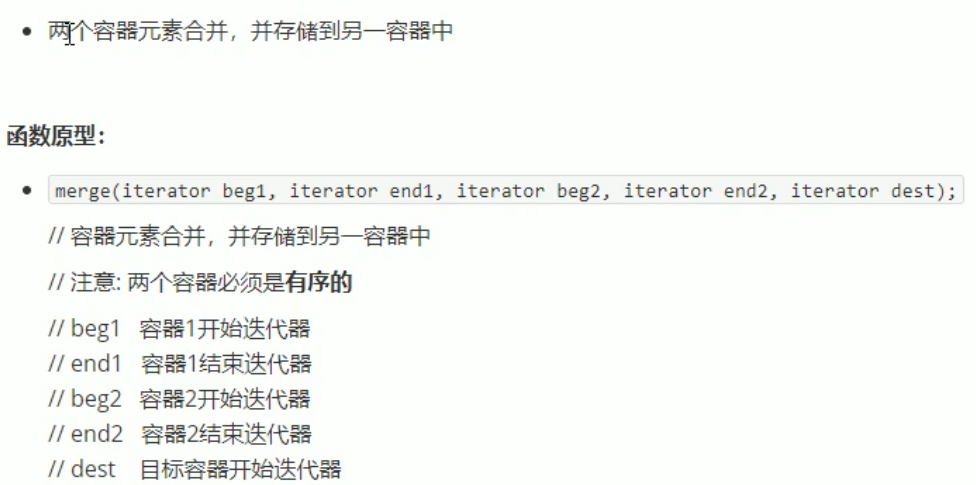 两个容器元素合并，并存储到另一容器中
函数原型：
merge(iterator beg1, iterator end1, iterator beg2, iterator end2, iterator dest);
// 容器元素合并，并存储到另一容器中
// 注意: 两个容器必须是有序的
// beg1 容器1开始迭代器
// end1 容器1结束迭代器
// beg2 容器2开始迭代器
// end2 容器2结束迭代器
// dest 目标容器开始迭代器